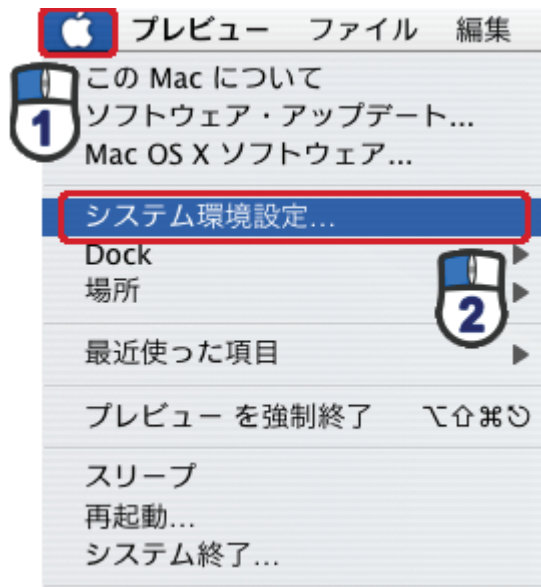 プレビュー ファイル 編集
この Mac について
1
ソフトウェア・アップデート...
Mac OS X ソフトウェア...
システム環境設定...
Dock
場所
2
最近使った項目
プレビュー を強制終了 ⌥⇧⌘⎋
スリープ
再起動...
システム終了...